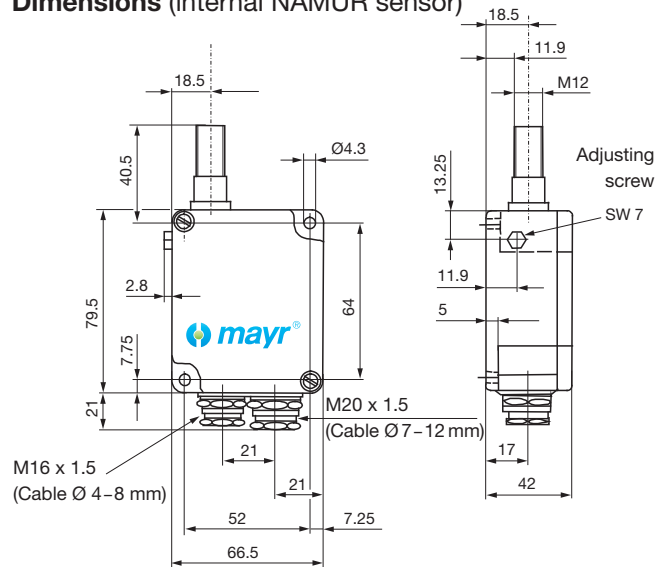 Dimensions (internal NAMUR sensor)
18.5
18.5
11.9
M12
40.5
Ø4.3
13.25
Adjusting
screw
SW 7
2.8
11.9
79.5
64
5
mayr®
7.75
21
M20 x 1.5
(Cable Ø 7–12 mm)
21
17
M16 x 1.5
(Cable Ø 4–8 mm)
21
42
52
7.25
66.5